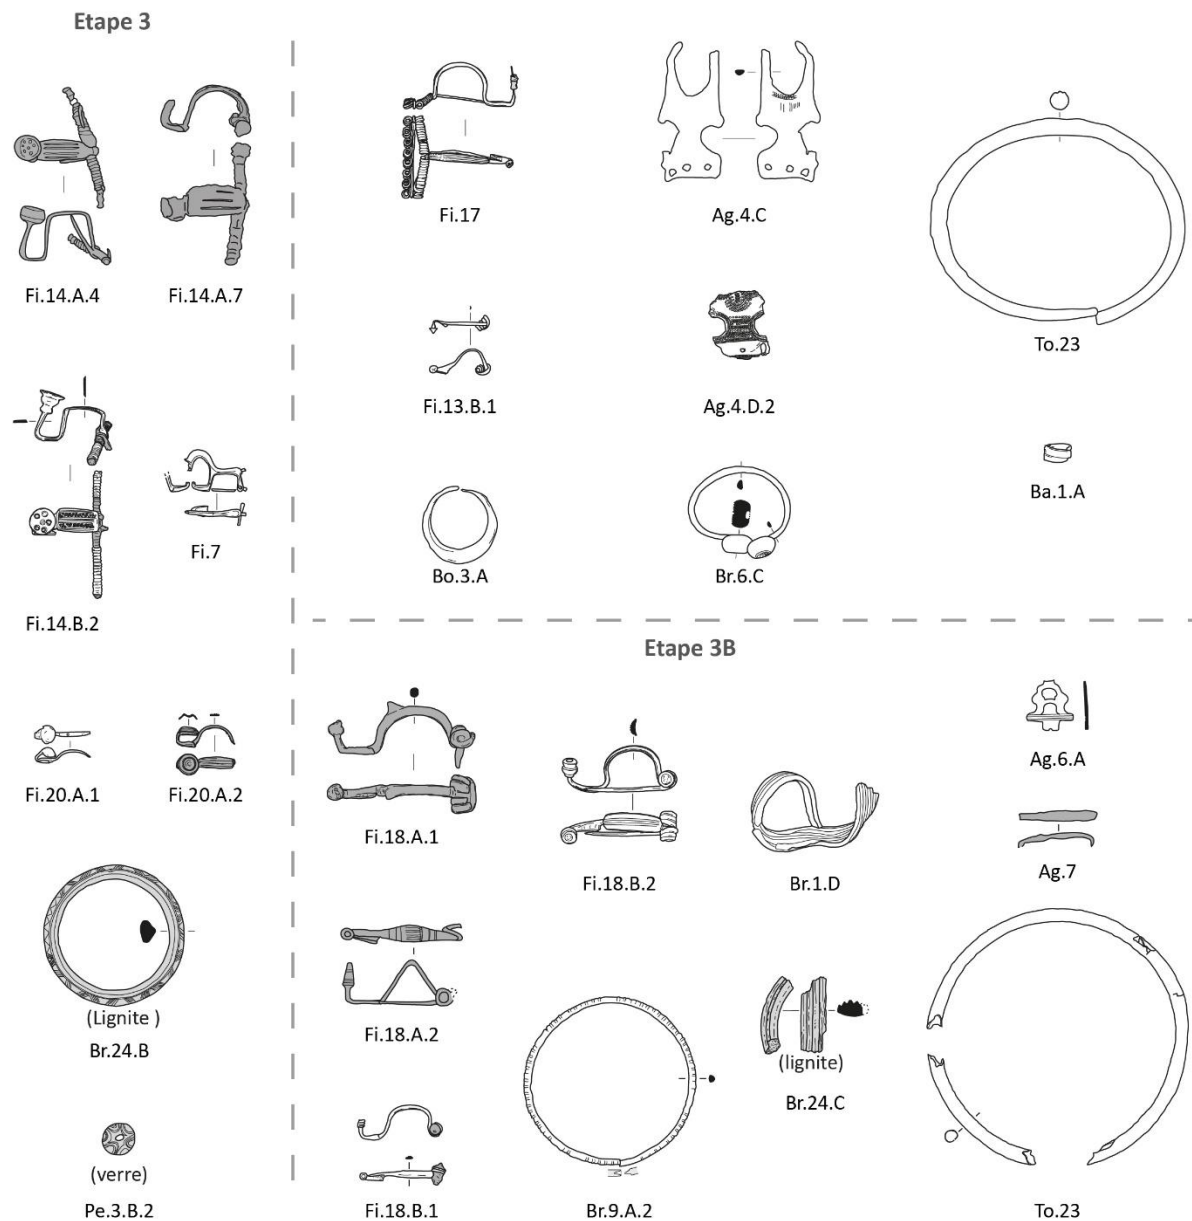 Etape 3
Fi.14.A.4
Fi.14.A.7
Fi.14.B.2
Fi.7
Fi.20.A.1
Fi.20.A.2
(Lignite )
Br.24.B
(verre)
Pe.3.B.2
Fi.17
Ag.4.C
To.23
Fi.13.B.1
Ag.4.D.2
Ba.1.A
Bo.3.A
Br.6.C
Etape 3B
Fi.18.A.1
Fi.18.B.2
Br.1.D
Ag.6.A
Ag.7
Fi.18.A.2
(lignite)
Br.24.C
Fi.18.B.1
Br.9.A.2
To.23